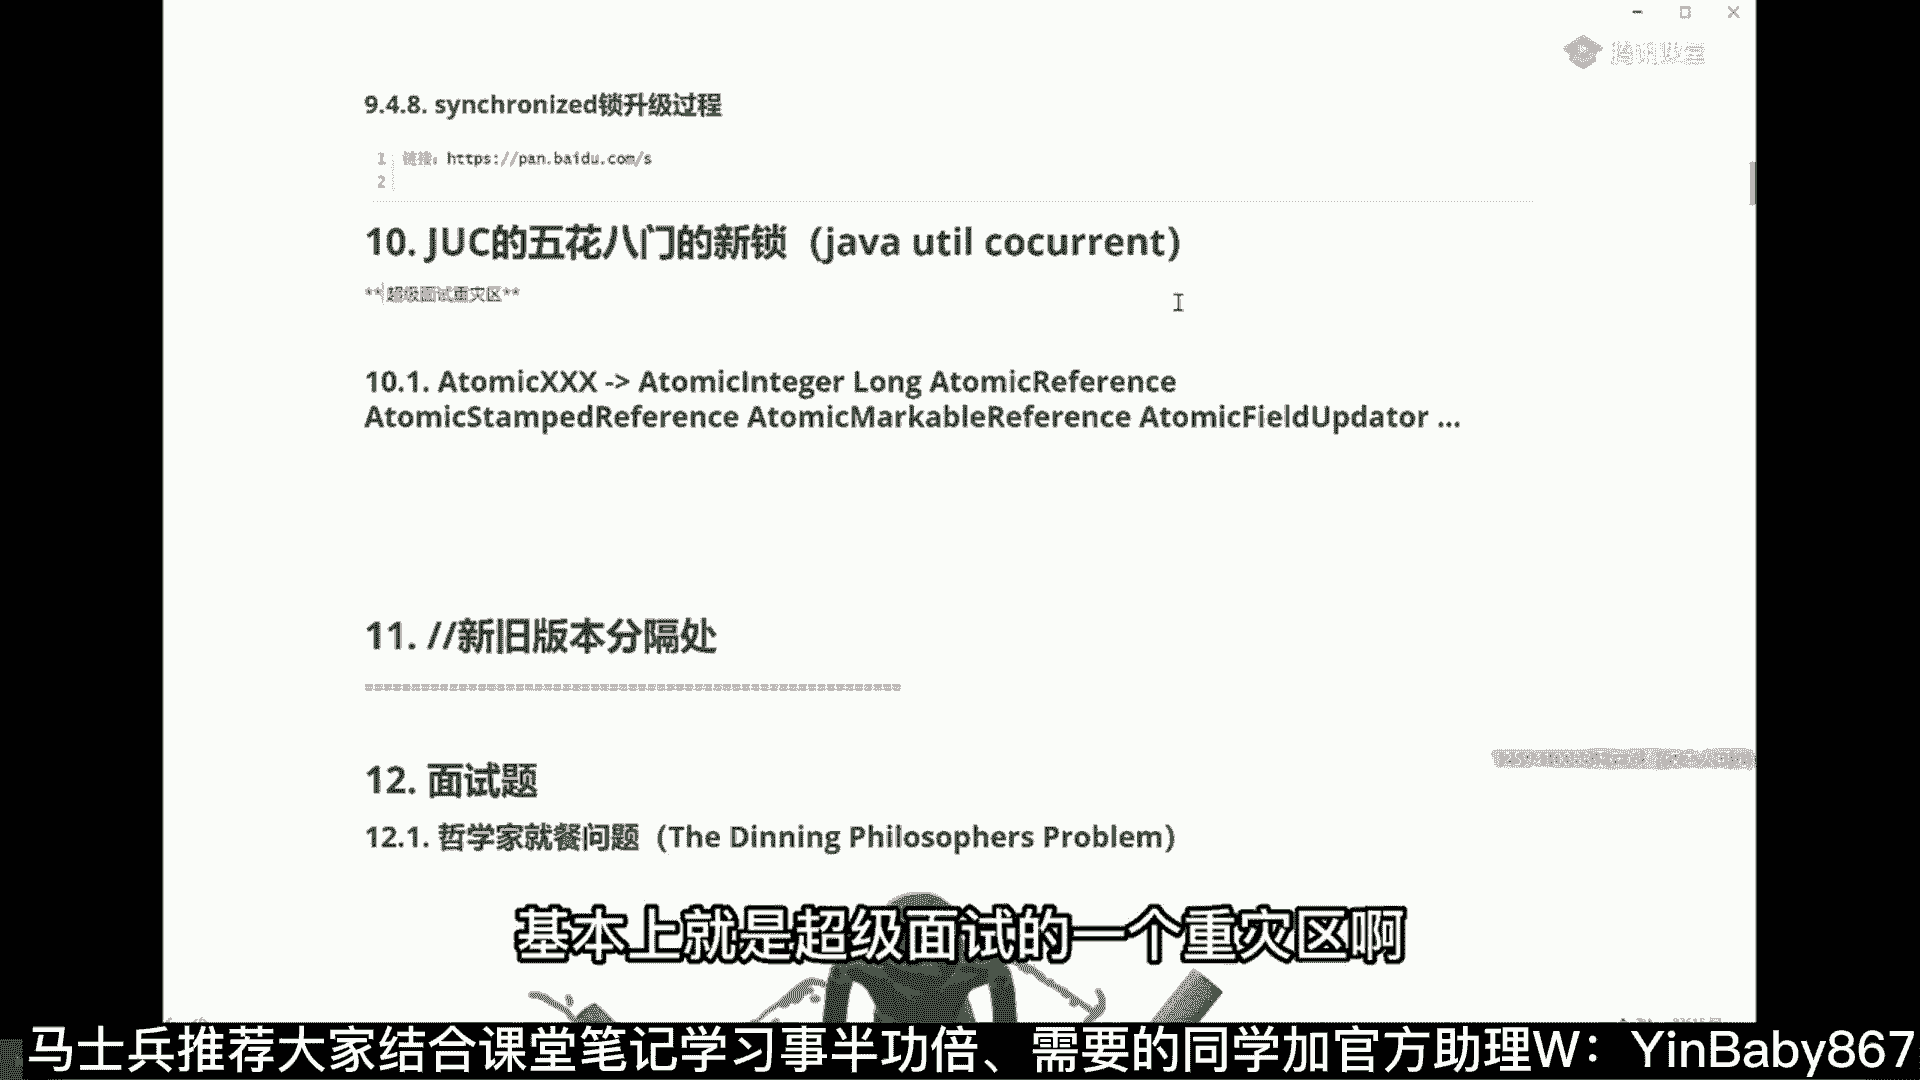 腾讯课堂
9.4.8. synchronized锁升级过程
1 链接：https://pan.baidu.com/s
2
10. JUC的五花八门的新锁（java util cocurrent）
**超级面试重灾区**
10.1. AtomicXXX -> AtomicInteger Long AtomicReference
AtomicStampedReference AtomicMarkableReference AtomicFieldUpdator ...
11. //新旧版本分隔处
12. 面试题
12.1. 哲学家就餐问题（The Dinning Philosophers Problem）
基本上就是超级面试的一个重灾区啊
马士兵推荐大家结合课堂笔记学习事半功倍、需要的同学加官方助理W：YinBaby867